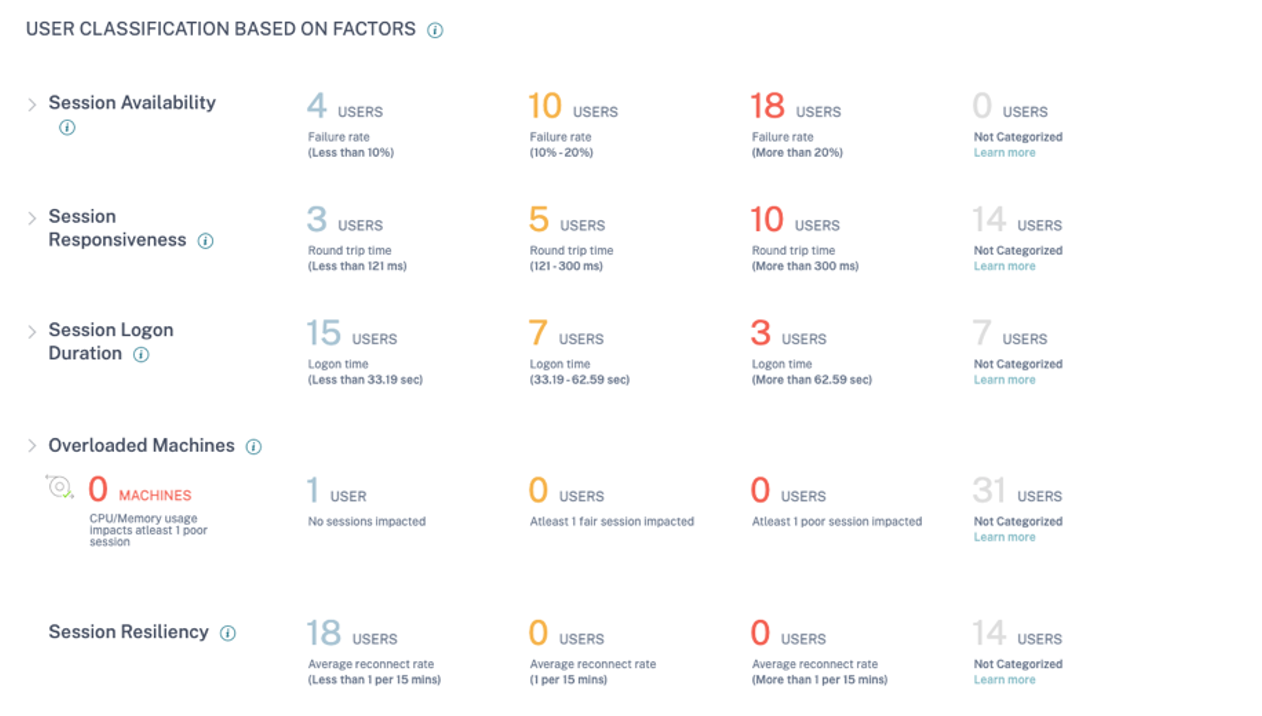 USER CLASSIFICATION BASED ON FACTORS
Session Availability
4 USERS
Failure rate
(Less than 10%)
10 USERS
Failure rate
(10% - 20%)
18 USERS
Failure rate
(More than 20%)
0 USERS
Not Categorized
Learn more
Session
Responsiveness
3 USERS
Round trip time
(Less than 121 ms)
5 USERS
Round trip time
(121 - 300 ms)
10 USERS
Round trip time
(More than 300 ms)
14 USERS
Not Categorized
Learn more
Session Logon
Duration
15 USERS
Logon time
(Less than 33.19 sec)
7 USERS
Logon time
(33.19 - 62.59 sec)
3 USERS
Logon time
(More than 62.59 sec)
7 USERS
Not Categorized
Learn more
Overloaded Machines
0 MACHINES
CPU/Memory usage
impacts atleast 1 poor
session
1 USER
No sessions impacted
0 USERS
Atleast 1 fair session impacted
0 USERS
Atleast 1 poor session impacted
31 USERS
Not Categorized
Learn more
Session Resiliency
18 USERS
Average reconnect rate
(Less than 1 per 15 mins)
0 USERS
Average reconnect rate
(1 per 15 mins)
0 USERS
Average reconnect rate
(More than 1 per 15 mins)
14 USERS
Not Categorized
Learn more